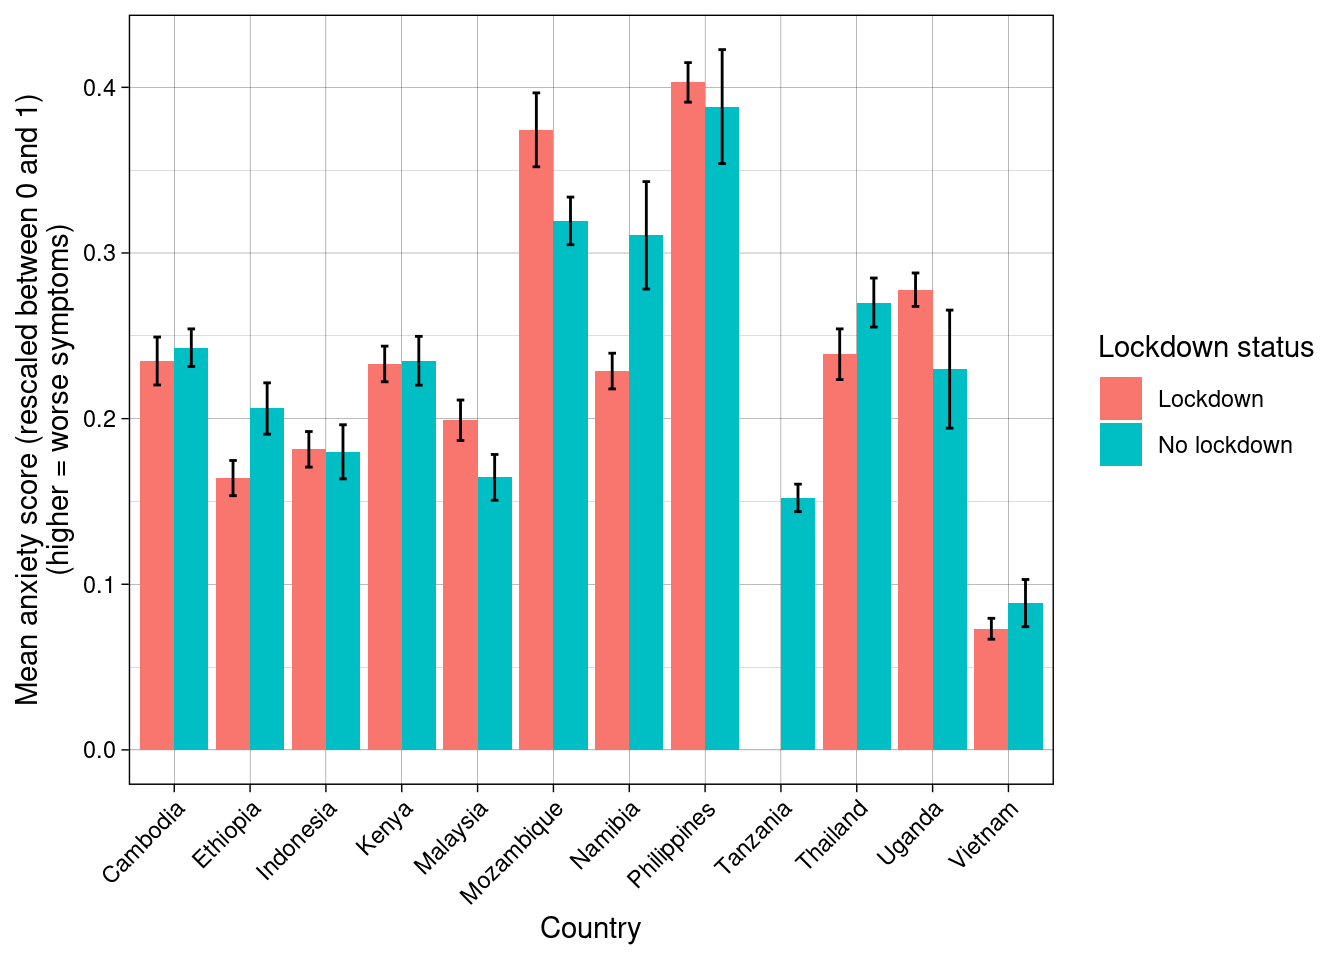 Mean anxiety score (rescaled between 0 and 1)
(higher = worse symptoms)
0.4
0.3
0.2
0.1
0.0
Cambodia
Ethiopia
Indonesia
Kenya
Malaysia
Mozambique
Namibia
Philippines
Tanzania
Thailand
Uganda
Vietnam
Country
Lockdown status
Lockdown
No lockdown